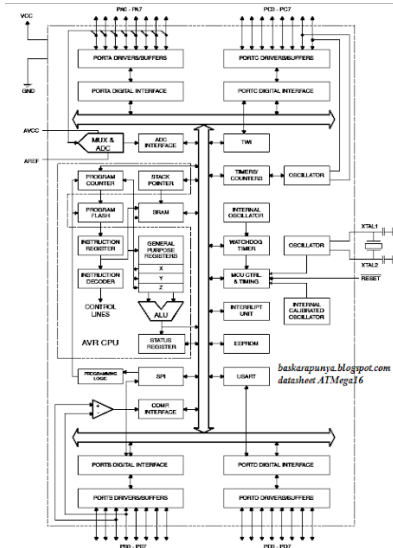 PA0 - PA7
PC0 - PC7
VCC
PORTA DRIVERS/BUFFERS
PORTC DRIVERS/BUFFERS
GND
PORTA DIGITAL INTERFACE
PORTC DIGITAL INTERFACE
AVCC
MUX &
ADC
ADC
INTERFACE
TWI
AREF
PROGRAM
COUNTER
STACK
POINTER
TIMERS/
COUNTERS
OSCILLATOR
PROGRAM
FLASH
SRAM
INTERNAL
OSCILLATOR
XTAL1
INSTRUCTION
REGISTER
GENERAL
PURPOSE
REGISTERS
WATCHDOG
TIMER
OSCILLATOR
XTAL2
X
Y
Z
INSTRUCTION
DECODER
MCU CTRL.
& TIMING
RESET
CONTROL
LINES
ALU
INTERRUPT
UNIT
INTERNAL
CALIBRATED
OSCILLATOR
AVR CPU
STATUS
REGISTER
EEPROM
baskarapunya.blogspot.com
datasheet ATMega16
PROGRAMMING
LOGIC
SPI
USART
+
-
COMP.
INTERFACE
PORTB DIGITAL INTERFACE
PORTD DIGITAL INTERFACE
PORTB DRIVERS/BUFFERS
PORTD DRIVERS/BUFFERS
PB0 - PB7
PD0 - PD7